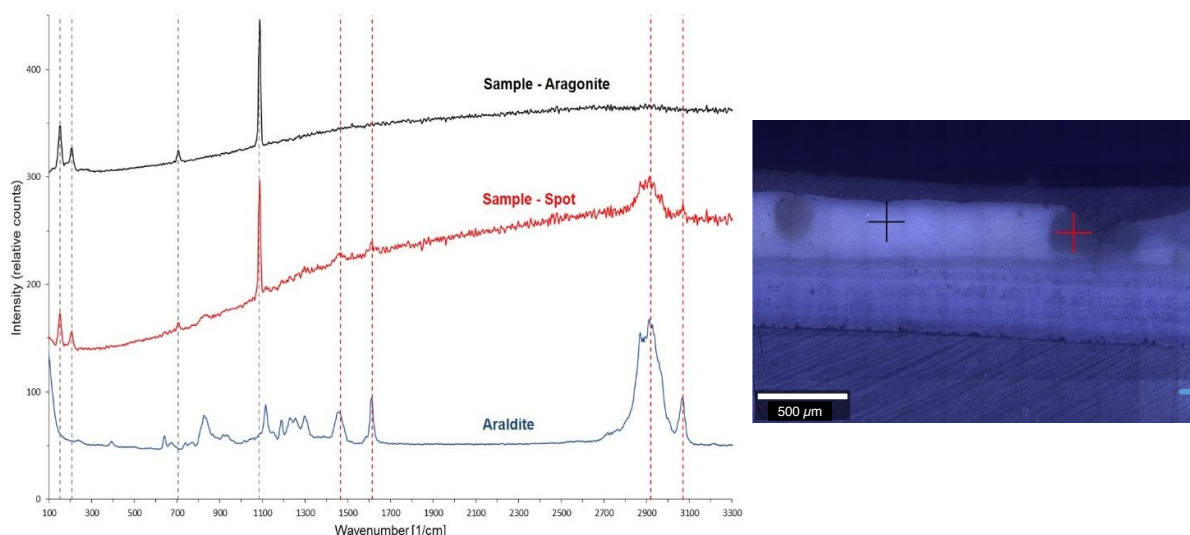 400
300
200
100
0
Intensity (relative counts)
Sample - Aragonite
Sample - Spot
Araldite
100 300 500 700 900 1100 1300 1500 1700 1900 2100 2300 2500 2700 2900 3100 3300
Wavenumber [1/cm]
500 µm